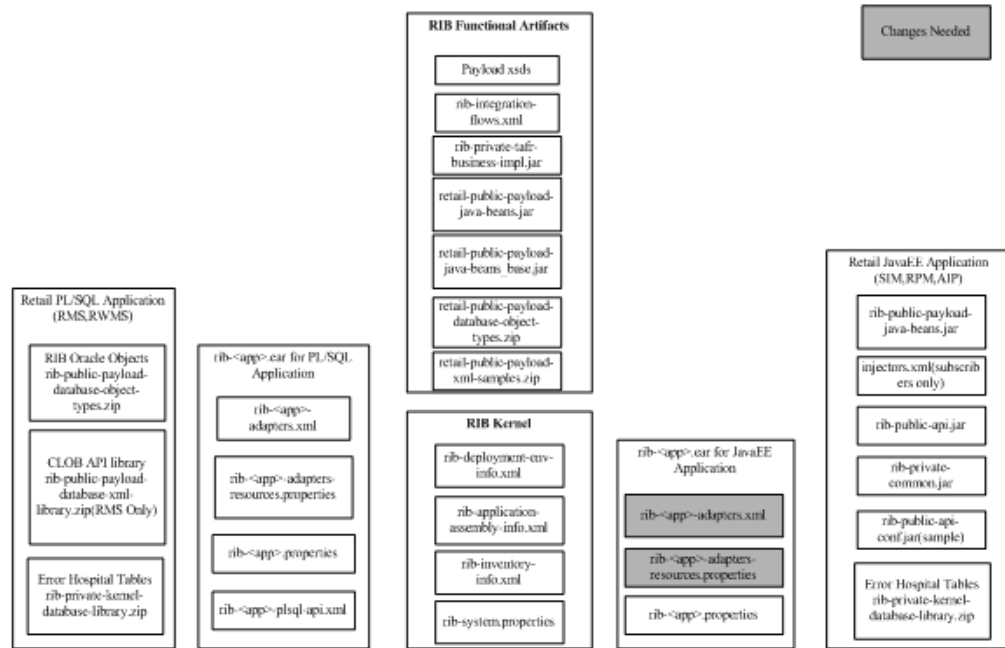 RIB Functional Artifacts
Payload xsds
rib-integration-
flows.xml
rib-private-tafr-
business-impl.jar
retail-public-payload-
java-beans.jar
retail-public-payload-
java-beans_base.jar
retail-public-payload-
database-object-
types.zip
retail-public-payload-
xml-samples.zip
Changes Needed
Retail PL/SQL Application
(RMS,RWMS)
RIB Oracle Objects
rib-public-payload-
database-object-
types.zip
CLOB API library
rib-public-payload-
database-xml-
library.zip(RMS Only)
Error Hospital Tables
rib-private-kernel-
database-library.zip
rib-<app>.ear for PL/SQL
Application
rib-<app>-
adapters.xml
rib-<app>-adapters-
resources.properties
rib-<app>.properties
rib-<app>-plsql-api.xml
RIB Kernel
rib-deployment-env-
info.xml
rib-application-
assembly-info.xml
rib-inventory-
info.xml
rib-system.properties
rib-<app>.ear for JavaEE
Application
rib-<app>-adapters.xml
rib-<app>-adapters-
resources.properties
rib-<app>.properties
Retail JavaEE Application
(SIM,RPM,AIP)
rib-public-payload-
java-beans.jar
injectors.xml(subscri
bers only)
rib-public-api.jar
rib-private-
common.jar
rib-public-api-
conf.jar(sample)
Error Hospital Tables
rib-private-kernel-
database-library.zip